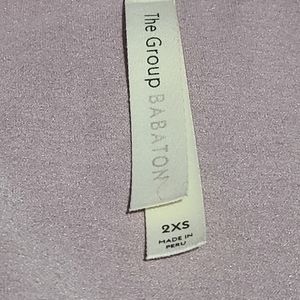 The Group BABATON
2XS
MADE IN
PERU